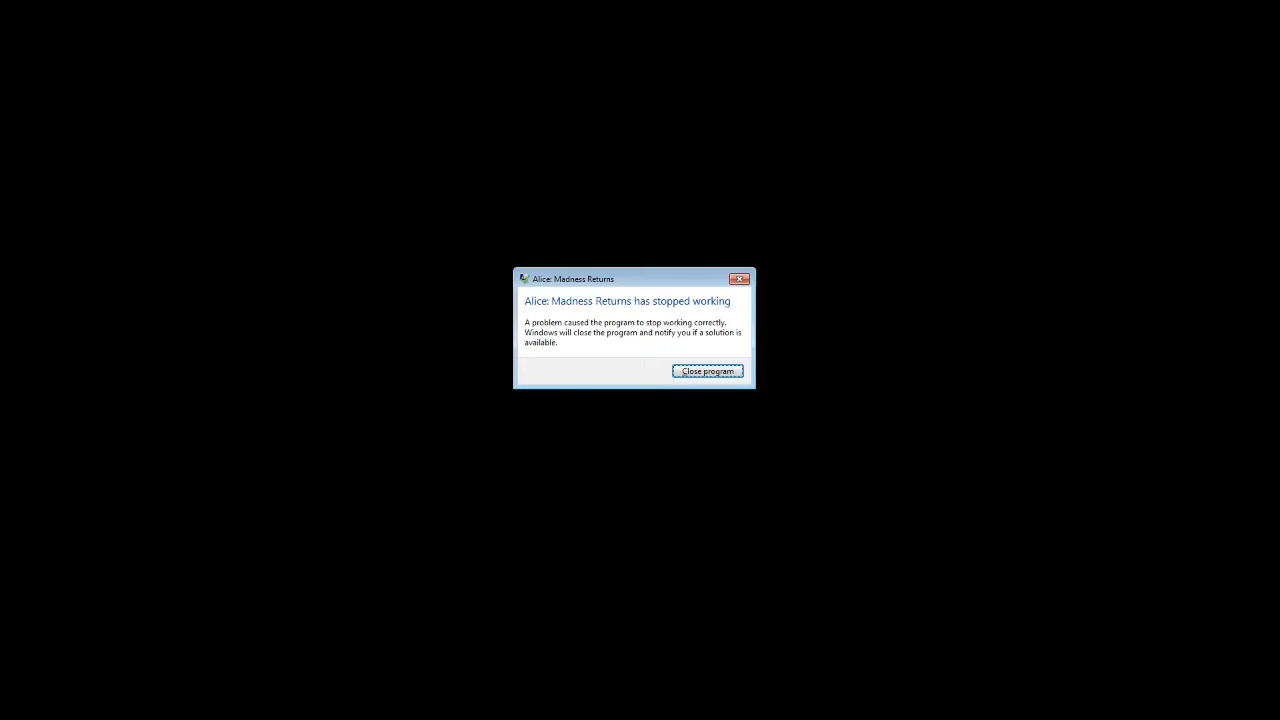 Alice: Madness Returns
Alice: Madness Returns has stopped working
A problem caused the program to stop working correctly.
Windows will close the program and notify you if a solution is
available.
Close program